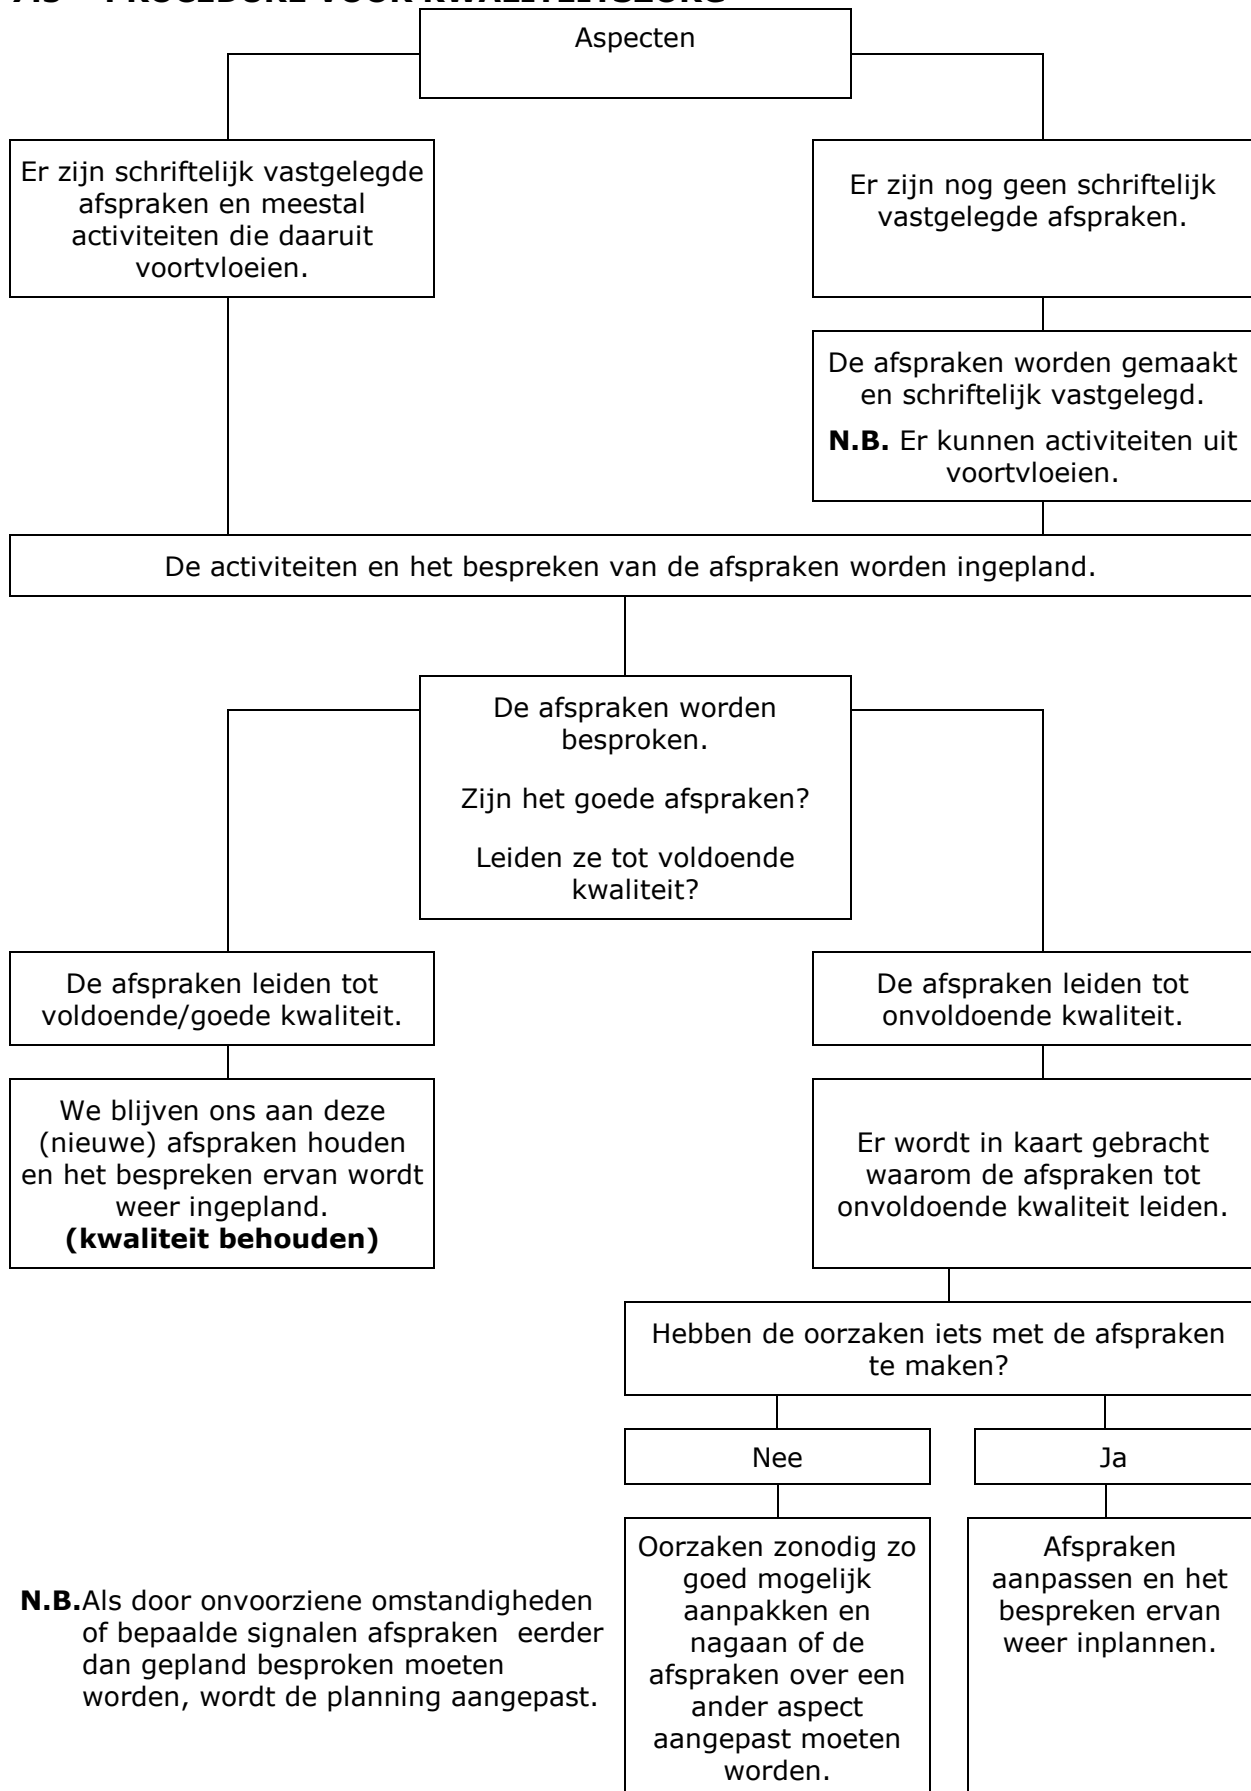 Aspecten
Er zijn schriftelijk vastgelegde
afspraken en meestal
activiteiten die daaruit
voortvloeien.
Er zijn nog geen schriftelijk
vastgelegde afspraken.
De afspraken worden gemaakt
en schriftelijk vastgelegd.
N.B. Er kunnen activiteiten uit
voortvloeien.
De activiteiten en het bespreken van de afspraken worden ingepland.
De afspraken worden
besproken.
Zijn het goede afspraken?
Leiden ze tot voldoende
kwaliteit?
De afspraken leiden tot
voldoende/goede kwaliteit.
De afspraken leiden tot
onvoldoende kwaliteit.
We blijven ons aan deze
(nieuwe) afspraken houden
en het bespreken ervan wordt
weer ingepland.
(kwaliteit behouden)
Er wordt in kaart gebracht
waarom de afspraken tot
onvoldoende kwaliteit leiden.
Hebben de oorzaken iets met de afspraken
te maken?
Nee
Ja
Oorzaken zonodig zo
goed mogelijk
aanpakken en
nagaan of de
afspraken over een
ander aspect
aangepast moeten
worden.
Afspraken
aanpassen en het
bespreken ervan
weer inplannen.
N.B.Als door onvoorziene omstandigheden
of bepaalde signalen afspraken  eerder
dan gepland besproken moeten
worden, wordt de planning aangepast.